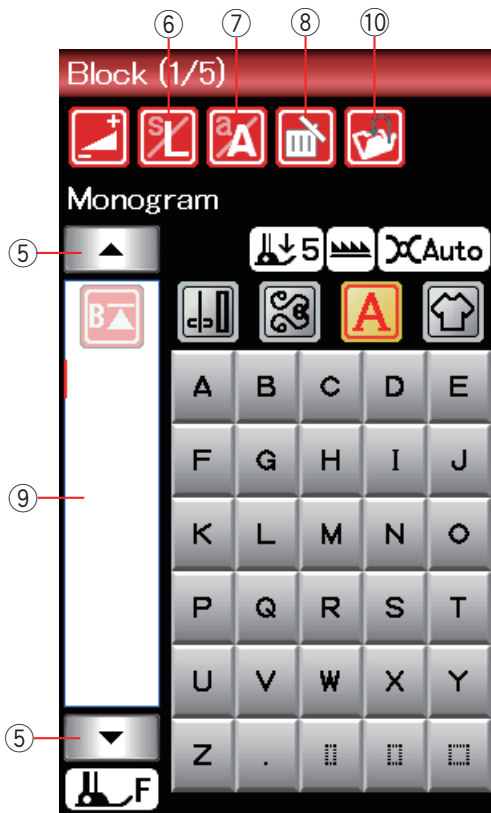 ⑥ ⑦ ⑧ ⑩
Block (1/5)
S L a A
Monogram
⑤ 5 Auto
B A
A B C D E
F G H I J
⑨
K L M N O
P Q R S T
U V W X Y
⑤
Z .
F